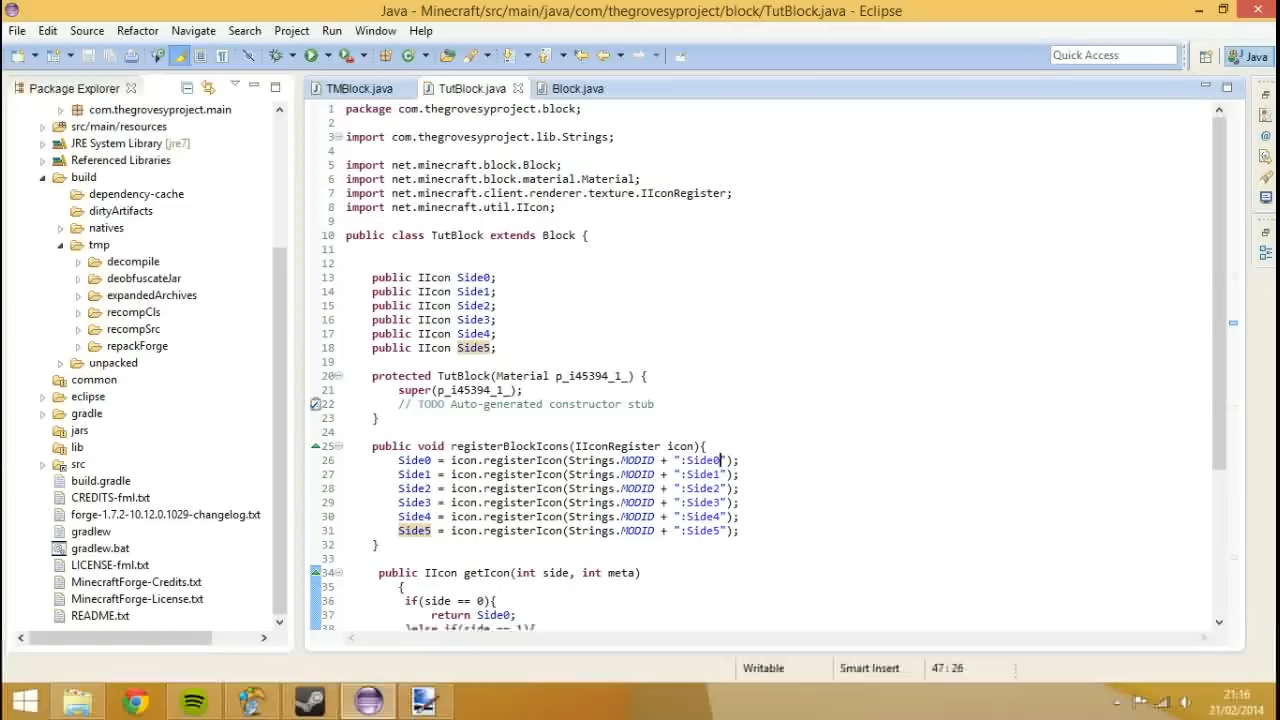 Java - Minecraft/src/main/java/com/thegrovesyproject/block/TutBlock.java - Eclipse
File Edit Source Refactor Navigate Search Project Run Window Help
Quick Access
Java
Package Explorer
TMBlock.java TutBlock.java Block.java
com.thegrovesyproject.main
src/main/resources
JRE System Library [jre7]
Referenced Libraries
build
dependency-cache
dirtyArtifacts
natives
tmp
decompile
deobfuscateJar
expandedArchives
recompCls
recompSrc
repackForge
unpacked
common
eclipse
gradle
jars
lib
src
build.gradle
CREDITS-fml.txt
forge-1.7.2-10.12.0.1029-changelog.txt
gradlew
gradlew.bat
LICENSE-fml.txt
MinecraftForge-Credits.txt
MinecraftForge-License.txt
README.txt
1 package com.thegrovesyproject.block;
2
3 import com.thegrovesyproject.lib.Strings;
4
5 import net.minecraft.block.Block;
6 import net.minecraft.block.material.Material;
7 import net.minecraft.client.renderer.texture.IIconRegister;
8 import net.minecraft.util.IIcon;
9
10 public class TutBlock extends Block {
11
12
13 public IIcon Side0;
14 public IIcon Side1;
15 public IIcon Side2;
16 public IIcon Side3;
17 public IIcon Side4;
18 public IIcon Side5;
19
20 protected TutBlock(Material p_i45394_1_) {
21 super(p_i45394_1_);
22 // TODO Auto-generated constructor stub
23 }
24
25 public void registerBlockIcons(IIconRegister icon){
26 Side0 = icon.registerIcon(Strings.MODID + ":Side0");
27 Side1 = icon.registerIcon(Strings.MODID + ":Side1");
28 Side2 = icon.registerIcon(Strings.MODID + ":Side2");
29 Side3 = icon.registerIcon(Strings.MODID + ":Side3");
30 Side4 = icon.registerIcon(Strings.MODID + ":Side4");
31 Side5 = icon.registerIcon(Strings.MODID + ":Side5");
32 }
33
34 public IIcon getIcon(int side, int meta)
35 {
36 if(side == 0){
37 return Side0;
38 }else if(side == 1){
Writable Smart Insert 47 : 26
21:16
21/02/2014